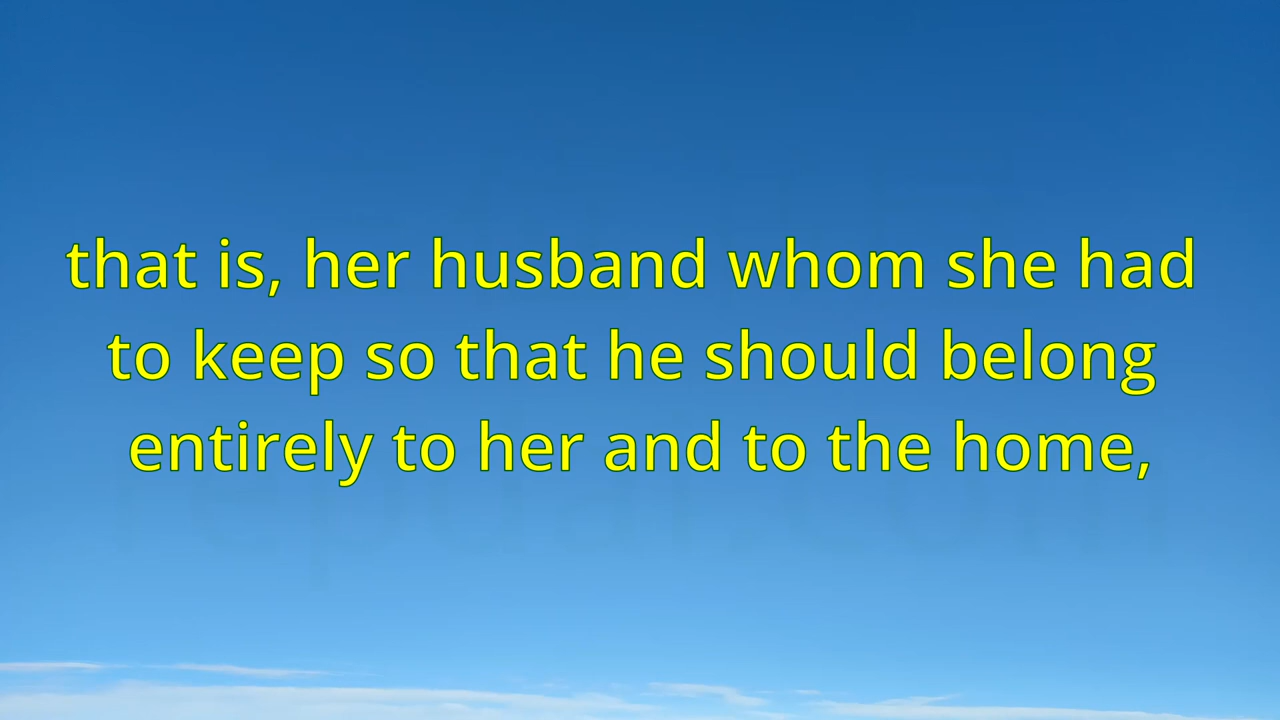 that is, her husband whom she had
to keep so that he should belong
entirely to her and to the home,